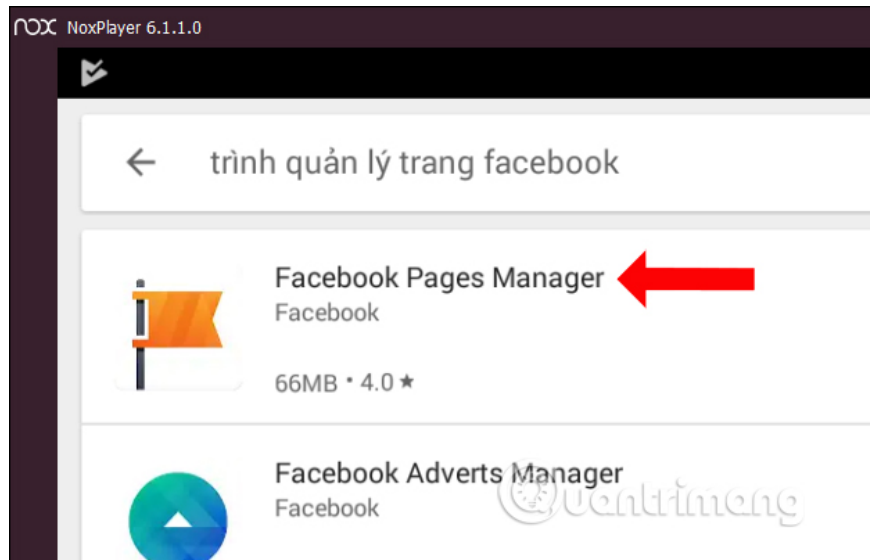 nox NoxPlayer 6.1.1.0
trình quản lý trang facebook
Facebook Pages Manager
Facebook
66MB • 4.0 ★
Facebook Adverts Manager
Facebook
Quantrimang